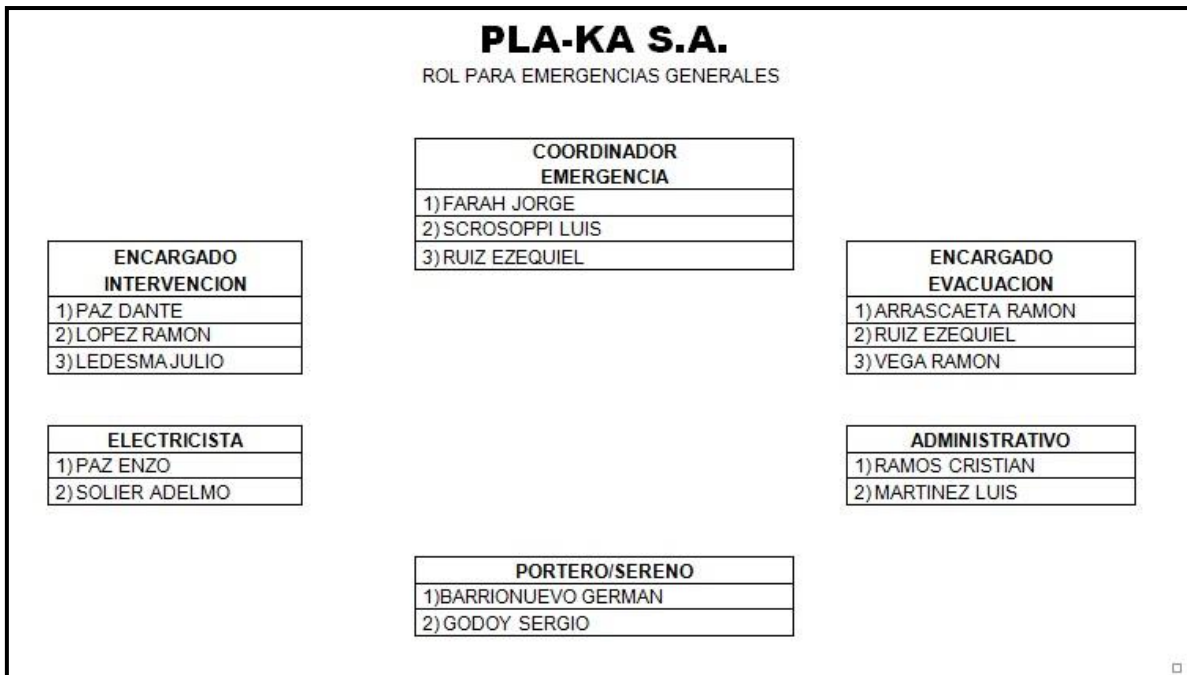 PLA-KA S.A.
ROL PARA EMERGENCIAS GENERALES
COORDINADOR
EMERGENCIA
1) FARAH JORGE
2) SCROSOPPI LUIS
3) RUIZ EZEQUIEL
ENCARGADO
INTERVENCION
1) PAZ DANTE
2) LOPEZ RAMON
3) LEDESMA JULIO
ENCARGADO
EVACUACION
1) ARRASCAETA RAMON
2) RUIZ EZEQUIEL
3) VEGA RAMON
ELECTRICISTA
1) PAZ ENZO
2) SOLIER ADELMO
ADMINISTRATIVO
1) RAMOS CRISTIAN
2) MARTINEZ LUIS
PORTERO/SERENO
1)BARRIONUEVO GERMAN
2) GODOY SERGIO